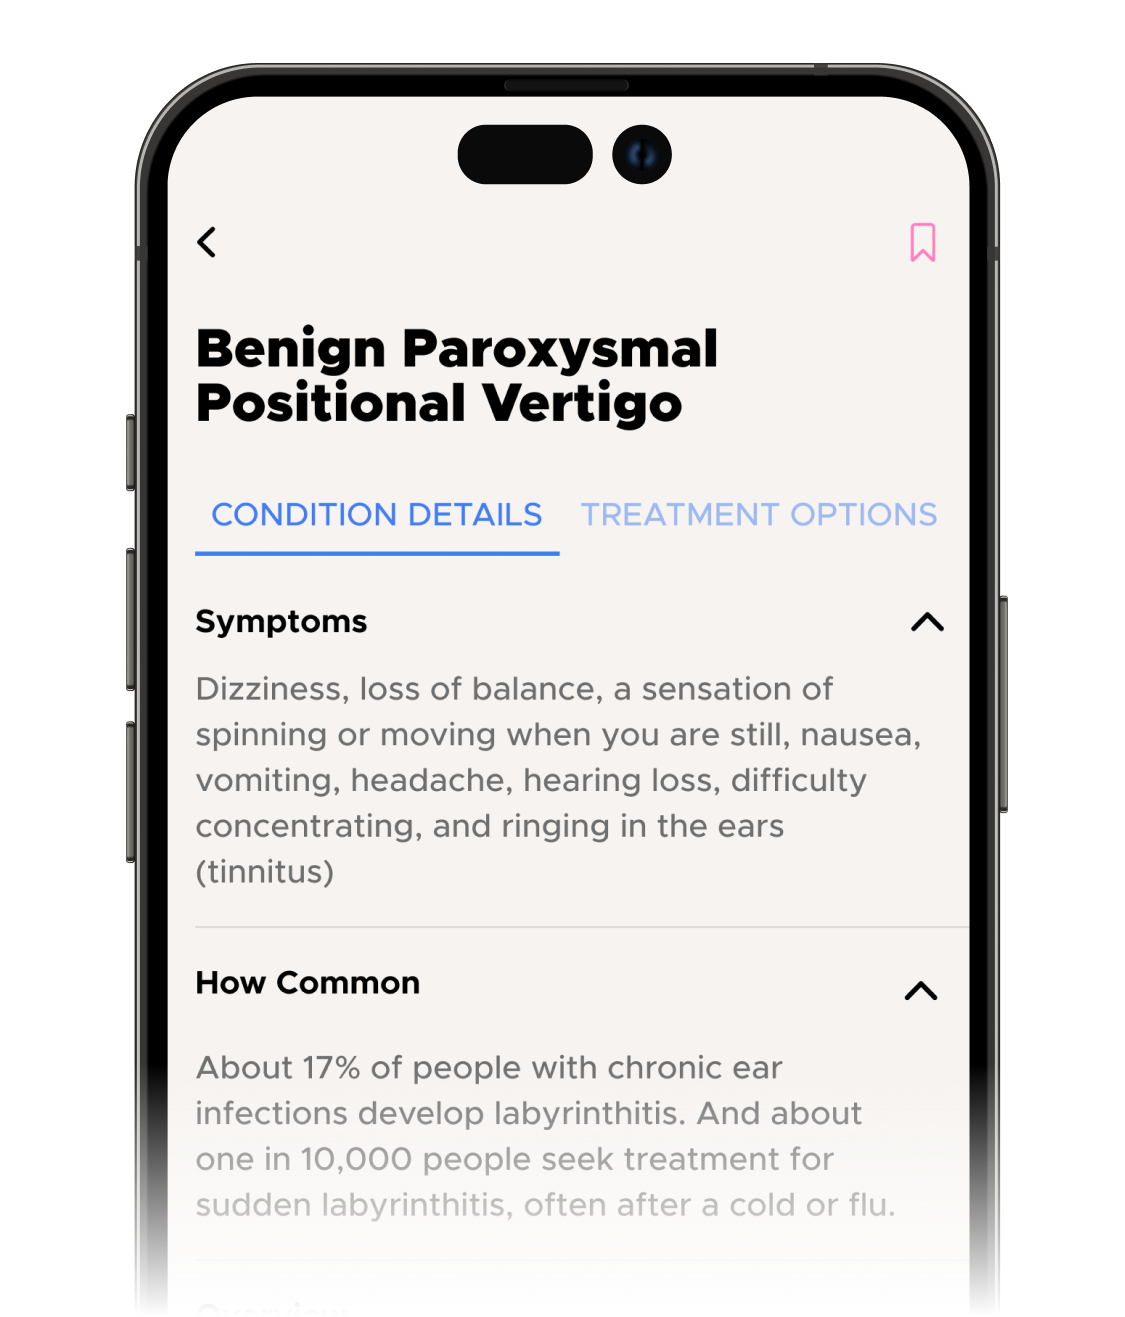 Benign Paroxysmal
Positional Vertigo
CONDITION DETAILS TREATMENT OPTIONS
Symptoms
Dizziness, loss of balance, a sensation of
spinning or moving when you are still, nausea,
vomiting, headache, hearing loss, difficulty
concentrating, and ringing in the ears
(tinnitus)
How Common
About 17% of people with chronic ear
infections develop labyrinthitis. And about
one in 10,000 people seek treatment for
sudden labyrinthitis, often after a cold or flu.
Overview